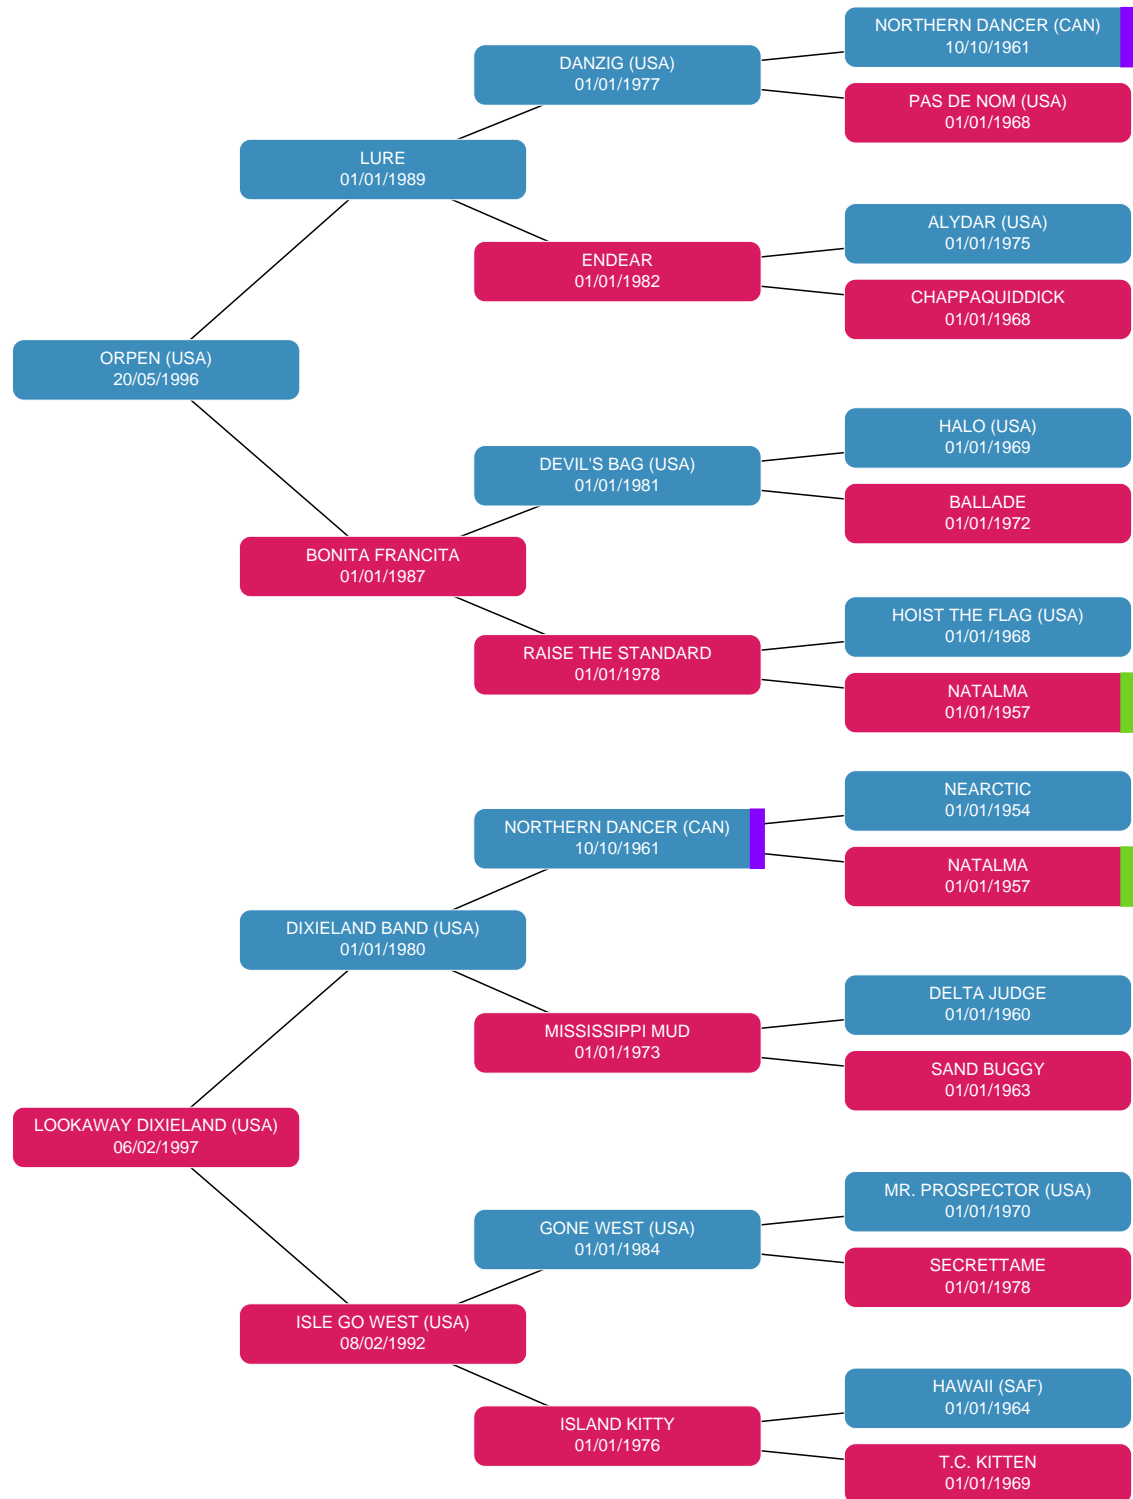 NORTHERN DANCER (CAN)
10/10/1961
DANZIG (USA)
01/01/1977
PAS DE NOM (USA)
01/01/1968
LURE
01/01/1989
ALYDAR (USA)
01/01/1975
ENDEAR
01/01/1982
CHAPPAQUIDDICK
01/01/1968
ORPEN (USA)
20/05/1996
HALO (USA)
01/01/1969
DEVIL'S BAG (USA)
01/01/1981
BALLADE
01/01/1972
BONITA FRANCITA
01/01/1987
HOIST THE FLAG (USA)
01/01/1968
RAISE THE STANDARD
01/01/1978
NATALMA
01/01/1957
NEARCTIC
01/01/1954
NORTHERN DANCER (CAN)
10/10/1961
NATALMA
01/01/1957
DIXIELAND BAND (USA)
01/01/1980
DELTA JUDGE
01/01/1960
MISSISSIPPI MUD
01/01/1973
SAND BUGGY
01/01/1963
LOOKAWAY DIXIELAND (USA)
06/02/1997
MR. PROSPECTOR (USA)
01/01/1970
GONE WEST (USA)
01/01/1984
SECRETTAME
01/01/1978
ISLE GO WEST (USA)
08/02/1992
HAWAII (SAF)
01/01/1964
ISLAND KITTY
01/01/1976
T.C. KITTEN
01/01/1969